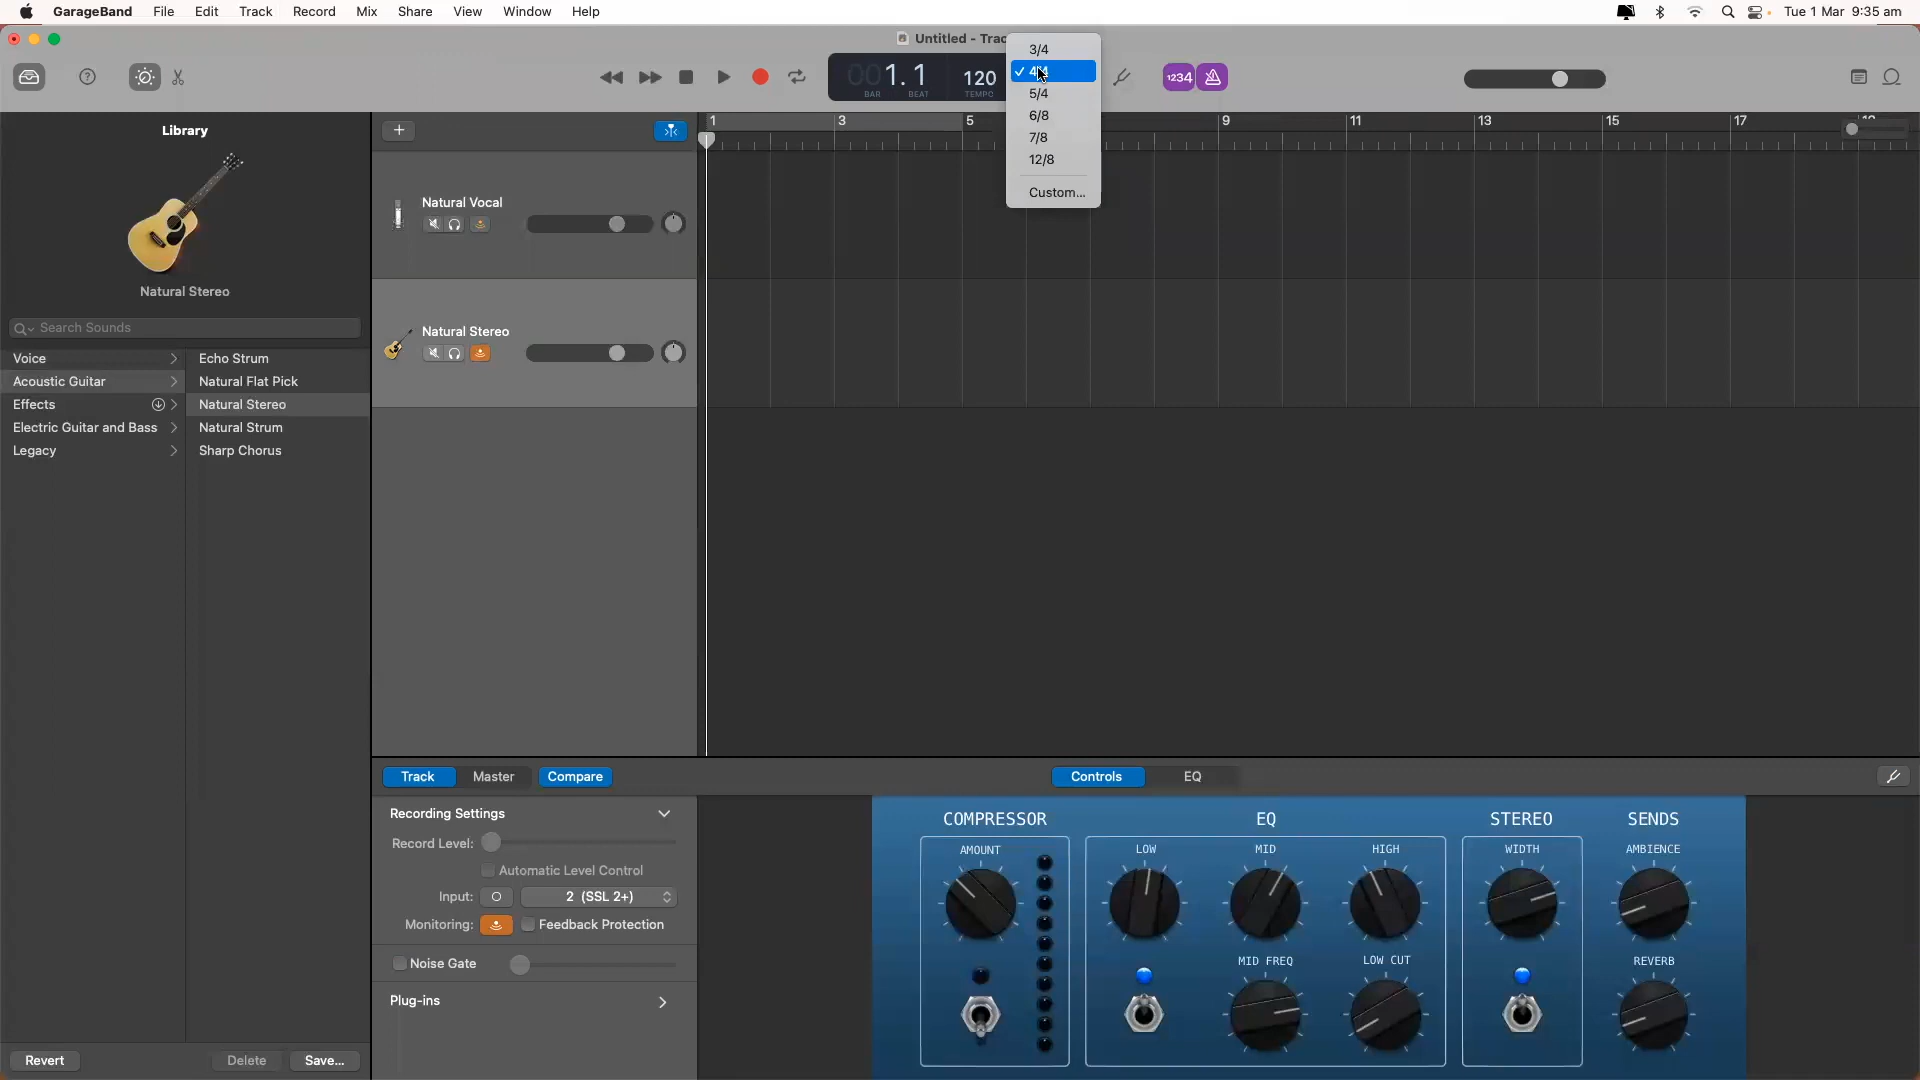 GarageBand File Edit Track Record Mix Share View Window Help Tue 1 Mar 9:35 am
Untitled - Trac
3/4
4/4
5/4
6/8
7/8
12/8
Custom...
001.1 120
BAR BEAT TEMPO
1234
Library
Natural Stereo
Search Sounds
Voice
Acoustic Guitar
Effects
Electric Guitar and Bass
Legacy
Echo Strum
Natural Flat Pick
Natural Stereo
Natural Strum
Sharp Chorus
Revert Delete Save...
1 3 5 9 11 13 15 17
Natural Vocal
Natural Stereo
Track Master Compare Controls EQ
Recording Settings
Record Level:
Automatic Level Control
Input: 2 (SSL 2+)
Monitoring: Feedback Protection
Noise Gate
Plug-ins
COMPRESSOR EQ STEREO SENDS
AMOUNT LOW MID HIGH WIDTH AMBIENCE
MID FREQ LOW CUT REVERB